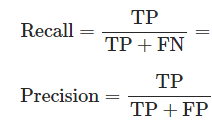 Recall = TP / TP + FN =
Precision = TP / TP + FP